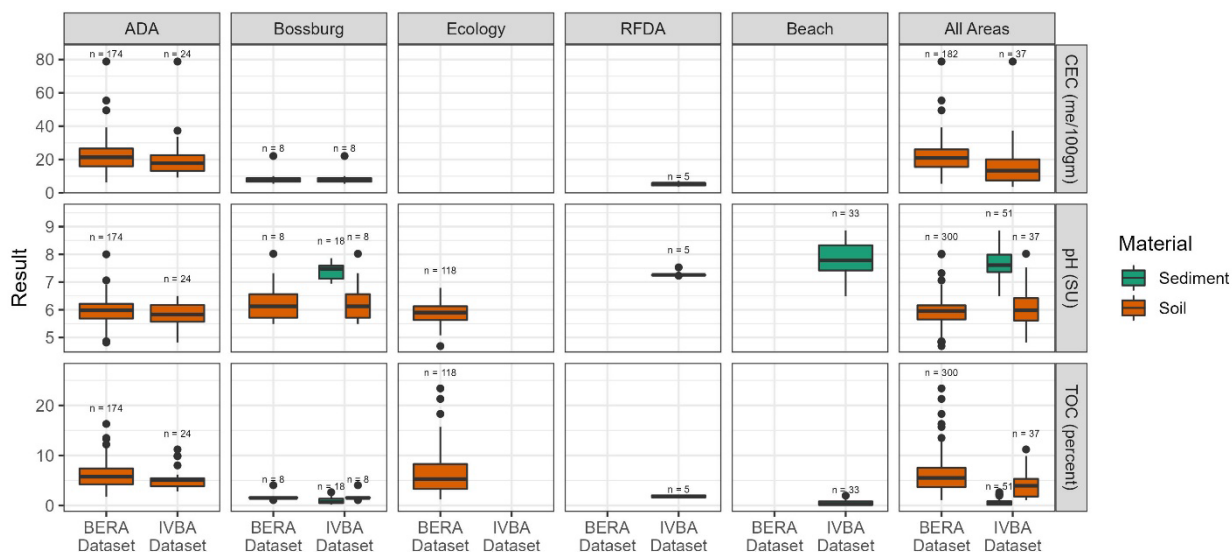 ADA Bossburg Ecology RFDA Beach All Areas
n = 174 n = 24 n = 182 n = 37
80
60
40
20
0
n = 8 n = 8
n = 5
CEC (me/100gm)
9
8
7
6
5
n = 174 n = 24
n = 8 n = 18 n = 8
n = 118
n = 5
n = 33
n = 300 n = 51 n = 37
pH (SU)
Result
Material
Sediment
Soil
20
10
0
n = 174 n = 24
n = 8 n = 18 n = 8
n = 118
n = 5
n = 33
n = 300 n = 51 n = 37
TOC (percent)
BERA IVBA BERA IVBA BERA IVBA BERA IVBA BERA IVBA BERA IVBA
Dataset Dataset Dataset Dataset Dataset Dataset Dataset Dataset Dataset Dataset Dataset Dataset